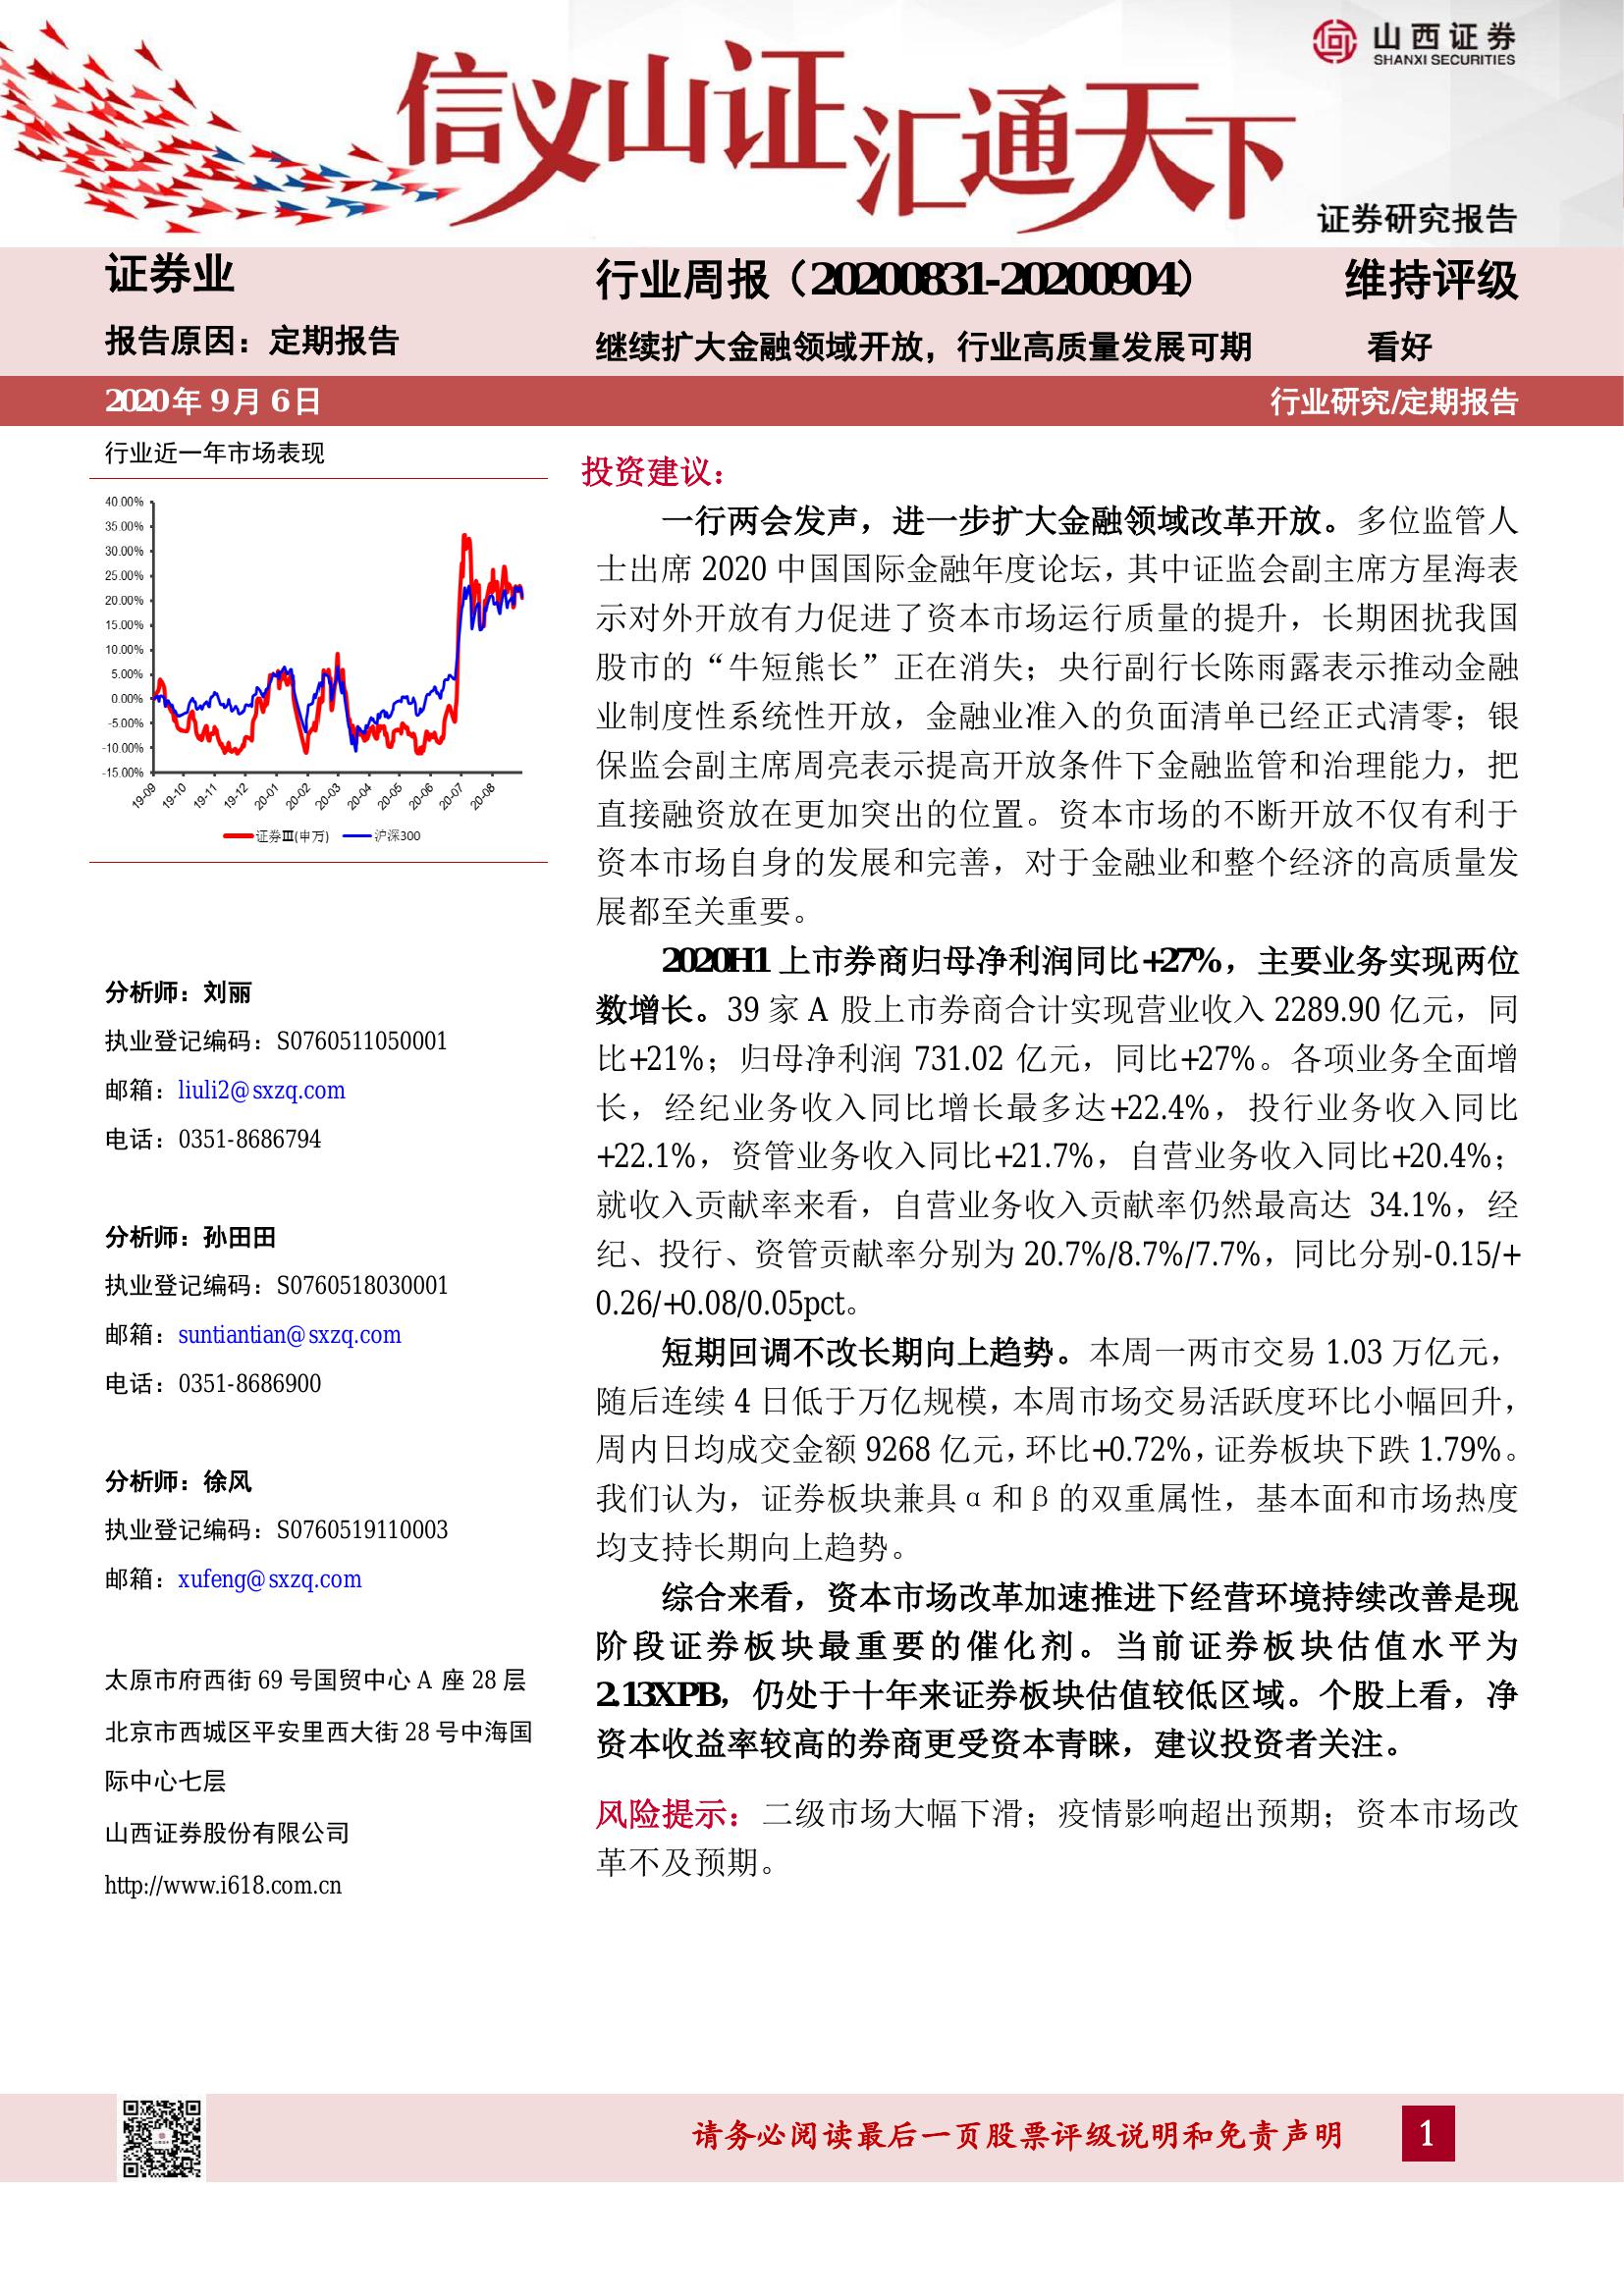 山西证券
SHANXI SECURITIES
信义山证 汇通天下
证券研究报告
证券业
行业周报（20200831-20200904）
维持评级
报告原因：定期报告
继续扩大金融领域开放，行业高质量发展可期
看好
2020年9月6日
行业研究/定期报告
行业近一年市场表现
40.00%
35.00%
30.00%
25.00%
20.00%
15.00%
10.00%
5.00%
0.00%
-5.00%
-10.00%
-15.00%
19-09 19-10 19-11 19-12 20-01 20-02 20-03 20-04 20-05 20-06 20-07 20-08
证券Ⅲ(申万) 沪深300
分析师：刘丽
执业登记编码：S0760511050001
邮箱：liuli2@sxzq.com
电话：0351-8686794
分析师：孙田田
执业登记编码：S0760518030001
邮箱：suntiantian@sxzq.com
电话：0351-8686900
分析师：徐风
执业登记编码：S0760519110003
邮箱：xufeng@sxzq.com
太原市府西街69号国贸中心A座28层
北京市西城区平安里西大街28号中海国
际中心七层
山西证券股份有限公司
http://www.i618.com.cn
投资建议：
一行两会发声，进一步扩大金融领域改革开放。多位监管人
士出席2020中国国际金融年度论坛，其中证监会副主席方星海表
示对外开放有力促进了资本市场运行质量的提升，长期困扰我国
股市的“牛短熊长”正在消失；央行副行长陈雨露表示推动金融
业制度性系统性开放，金融业准入的负面清单已经正式清零；银
保监会副主席周亮表示提高开放条件下金融监管和治理能力，把
直接融资放在更加突出的位置。资本市场的不断开放不仅有利于
资本市场自身的发展和完善，对于金融业和整个经济的高质量发
展都至关重要。
2020H1上市券商归母净利润同比+27%，主要业务实现两位
数增长。39家A股上市券商合计实现营业收入2289.90亿元，同
比+21%；归母净利润731.02亿元，同比+27%。各项业务全面增
长，经纪业务收入同比增长最多达+22.4%，投行业务收入同比
+22.1%，资管业务收入同比+21.7%，自营业务收入同比+20.4%；
就收入贡献率来看，自营业务收入贡献率仍然最高达34.1%，经
纪、投行、资管贡献率分别为20.7%/8.7%/7.7%，同比分别-0.15/+
0.26/+0.08/0.05pct。
短期回调不改长期向上趋势。本周一两市交易1.03万亿元，
随后连续4日低于万亿规模，本周市场交易活跃度环比小幅回升，
周内日均成交金额9268亿元，环比+0.72%，证券板块下跌1.79%。
我们认为，证券板块兼具α和β的双重属性，基本面和市场热度
均支持长期向上趋势。
综合来看，资本市场改革加速推进下经营环境持续改善是现
阶段证券板块最重要的催化剂。当前证券板块估值水平为
2.13XPB，仍处于十年来证券板块估值较低区域。个股上看，净
资本收益率较高的券商更受资本青睐，建议投资者关注。
风险提示：二级市场大幅下滑；疫情影响超出预期；资本市场改
革不及预期。
请务必阅读最后一页股票评级说明和免责声明
1